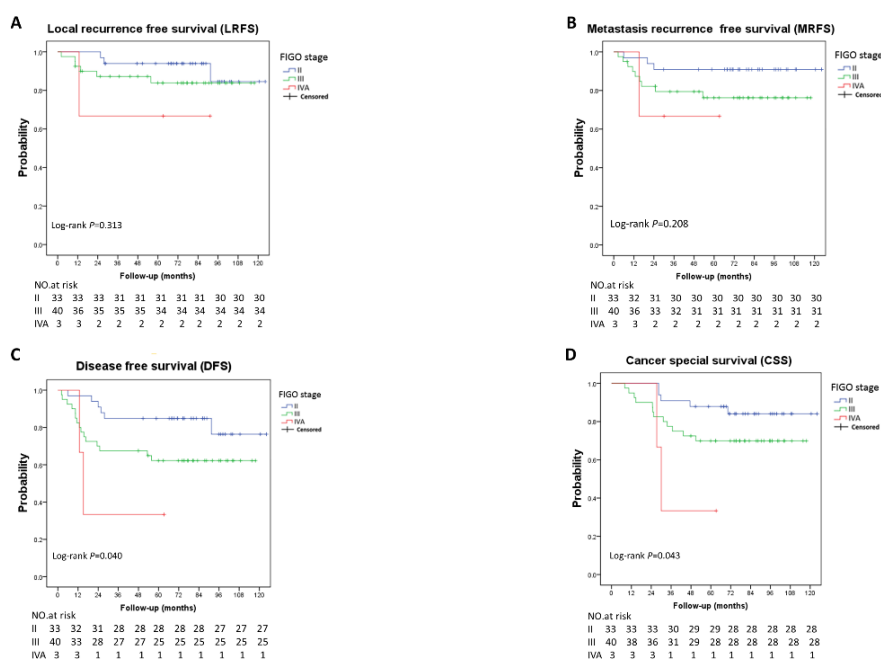 A
Local recurrence free survival (LRFS)
FIGO stage
II
III
IVA
Censored
Probability
1.0
0.8
0.6
0.4
0.2
0.0
Log-rank P=0.313
0 12 24 36 48 60 72 84 96 108 120
Follow-up (months)
NO.at risk
II 33 33 33 31 31 31 31 31 30 30 30
III 40 36 35 35 35 34 34 34 34 34 34
IVA 3 3 2 2 2 2 2 2 2 2 2
B
Metastasis recurrence free survival (MRFS)
FIGO stage
II
III
IVA
Censored
Probability
1.0
0.8
0.6
0.4
0.2
0.0
Log-rank P=0.208
0 12 24 36 48 60 72 84 96 108 120
Follow-up (months)
NO.at risk
II 33 32 31 30 30 30 30 30 30 30 30
III 40 36 33 32 31 31 31 31 31 31 31
IVA 3 3 2 2 2 2 2 2 2 2 2
C
Disease free survival (DFS)
FIGO stage
II
III
IVA
Censored
Probability
1.0
0.8
0.6
0.4
0.2
0.0
Log-rank P=0.040
0 12 24 36 48 60 72 84 96 108 120
Follow-up (months)
NO.at risk
II 33 32 31 28 28 28 28 28 27 27 27
III 40 33 28 27 27 25 25 25 25 25 25
IVA 3 3 1 1 1 1 1 1 1 1 1
D
Cancer special survival (CSS)
FIGO stage
II
III
IVA
Censored
Probability
1.0
0.8
0.6
0.4
0.2
0.0
Log-rank P=0.043
0 12 24 36 48 60 72 84 96 108 120
Follow-up (months)
NO.at risk
II 33 33 33 30 29 29 28 28 28 28 28
III 40 38 36 31 29 28 28 28 28 28 28
IVA 3 3 3 1 1 1 1 1 1 1 1